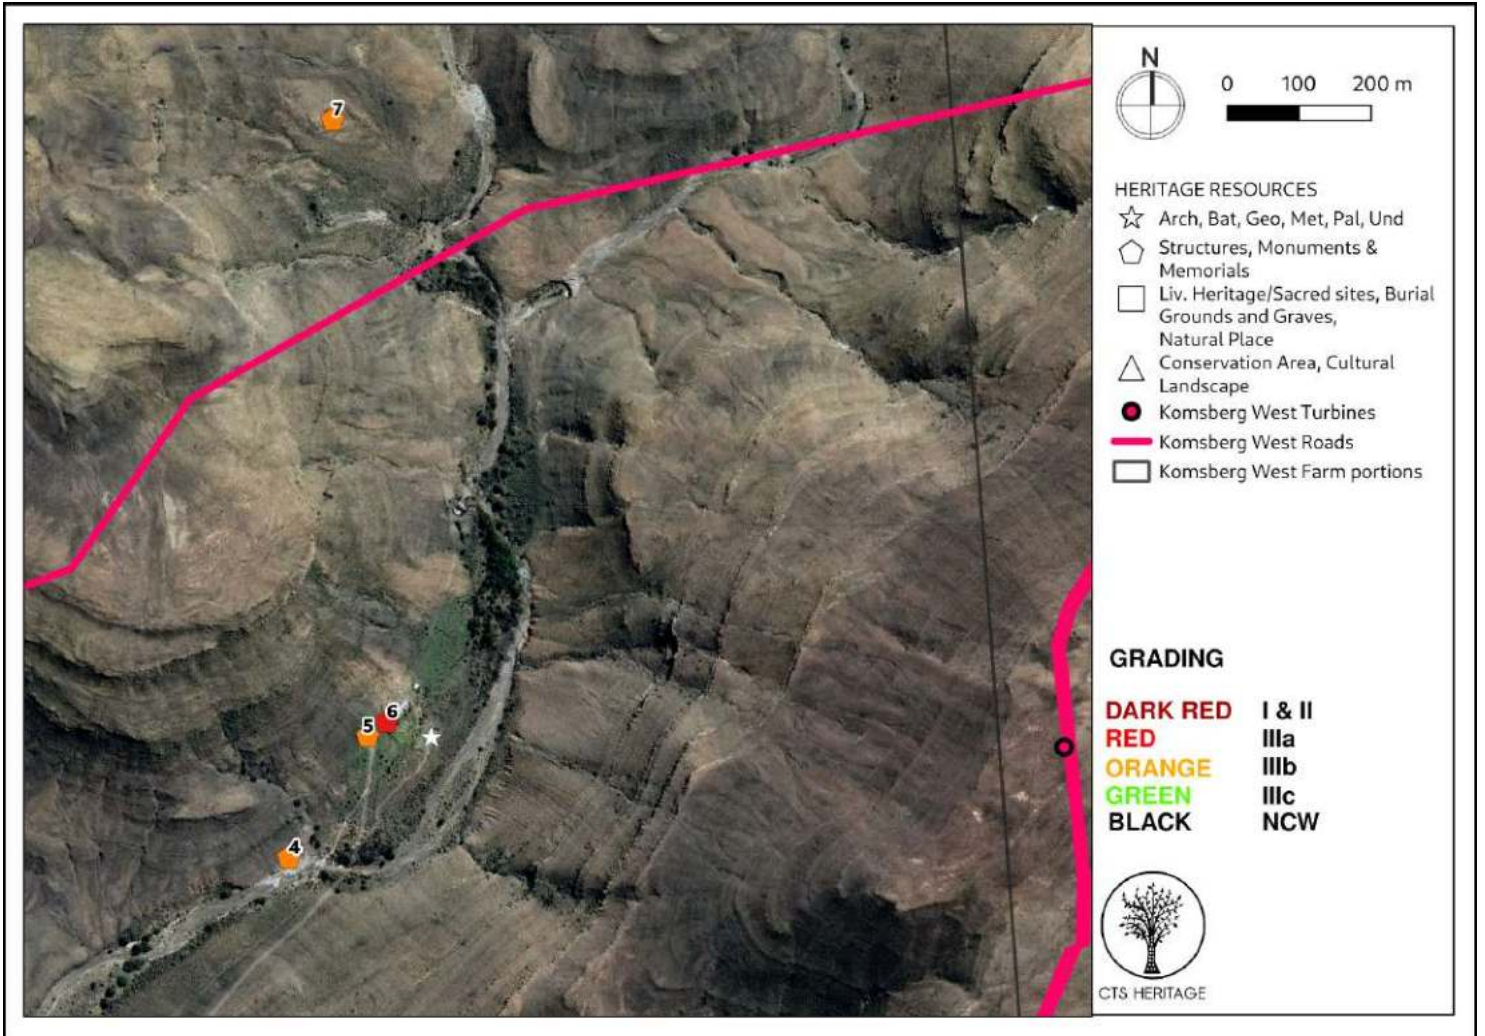 7
6
5
4
N
0 100 200 m
HERITAGE RESOURCES
Arch, Bat, Geo, Met, Pal, Und
Structures, Monuments &
Memorials
Liv. Heritage/Sacred sites, Burial
Grounds and Graves,
Natural Place
Conservation Area, Cultural
Landscape
Komsberg West Turbines
Komsberg West Roads
Komsberg West Farm portions
GRADING
DARK RED I & II
RED IIIa
ORANGE IIIb
GREEN IIIc
BLACK NCW
CTS HERITAGE